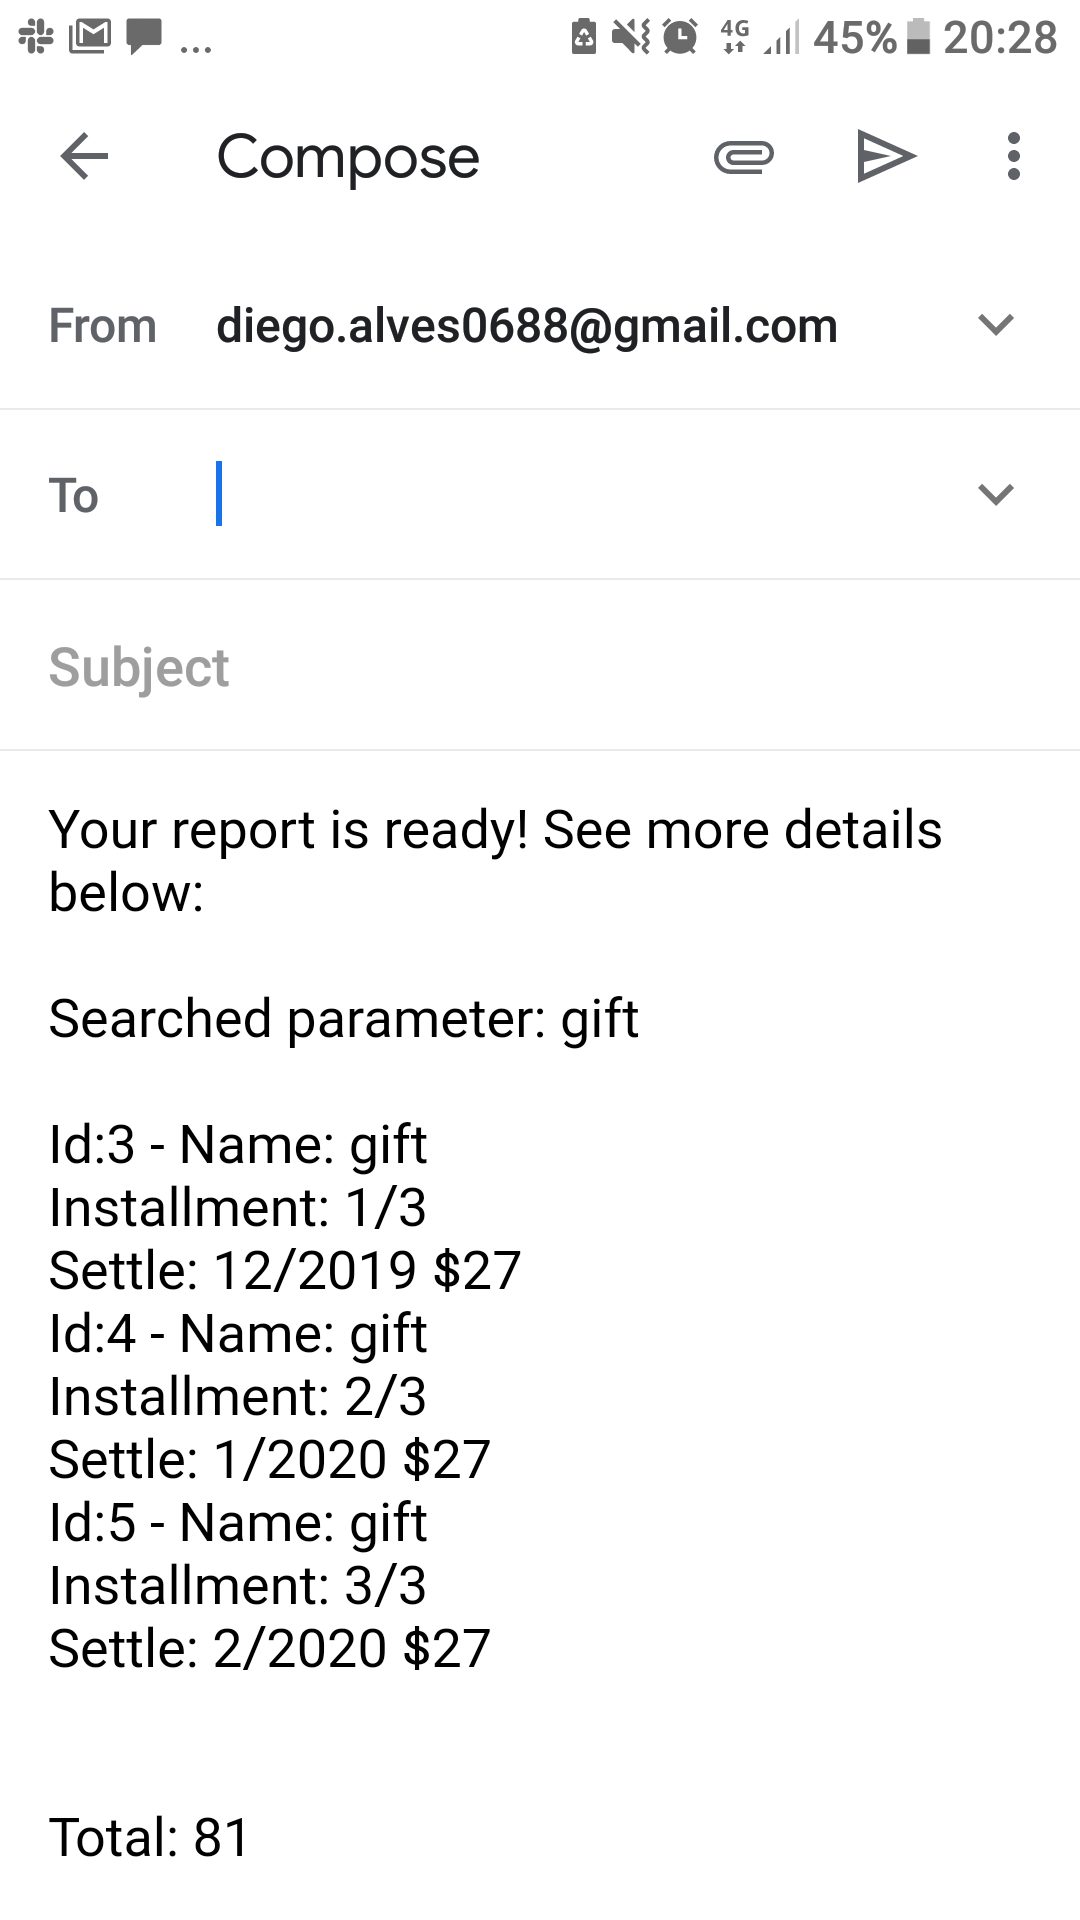 ... 4G 45% 20:28
Compose
From diego.alves0688@gmail.com
To
Subject
Your report is ready! See more details
below:
Searched parameter: gift
Id:3 - Name: gift
Installment: 1/3
Settle: 12/2019 $27
Id:4 - Name: gift
Installment: 2/3
Settle: 1/2020 $27
Id:5 - Name: gift
Installment: 3/3
Settle: 2/2020 $27
Total: 81